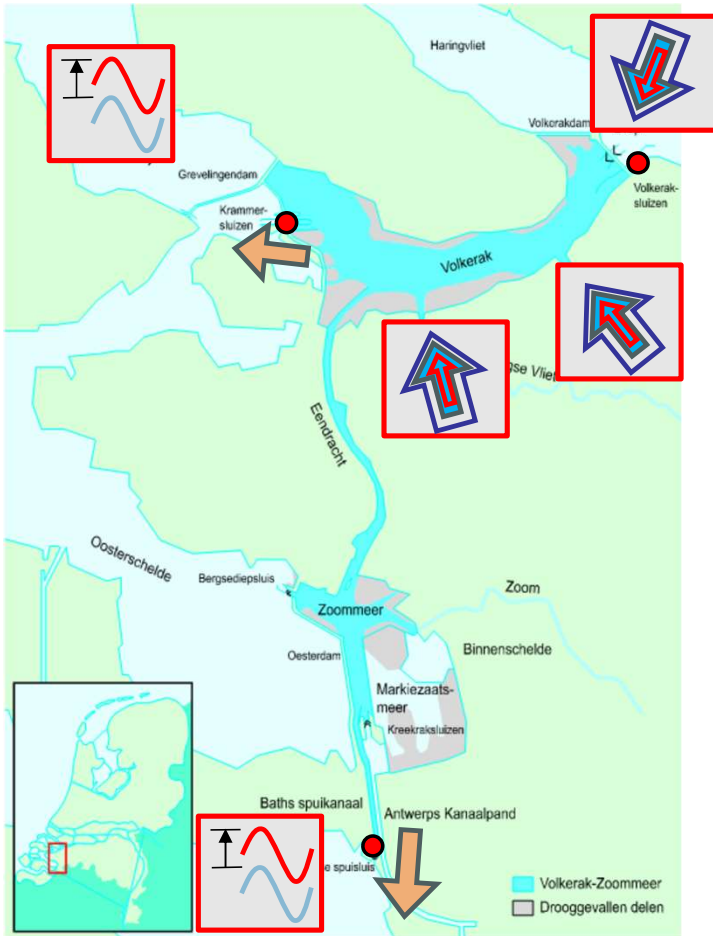 Haringvliet
Volkerakdam
Grevelingendam
Volkerak-
sluizen
Krammer-
sluizen
Volkerak
gse Vliet
Eendracht
Oosterschelde
Bergsediepsluis
Zoom
Zoommeer
Binnenschelde
Oesterdam
Markiezaats-
meer
Kreekraksluizen
Baths spuikanaal
Antwerps Kanaalpand
e spuisluis
Volkerak-Zoommeer
Drooggevallen delen